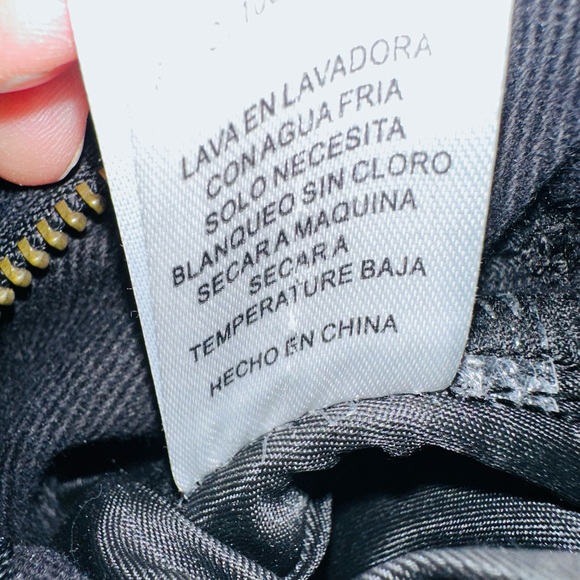 LAVA EN LAVADORA
CON AGUA FRIA
SOLO NECESITA
BLANQUEO SIN CLORO
SECAR A MAQUINA
SECAR A
TEMPERATURE BAJA
HECHO EN CHINA